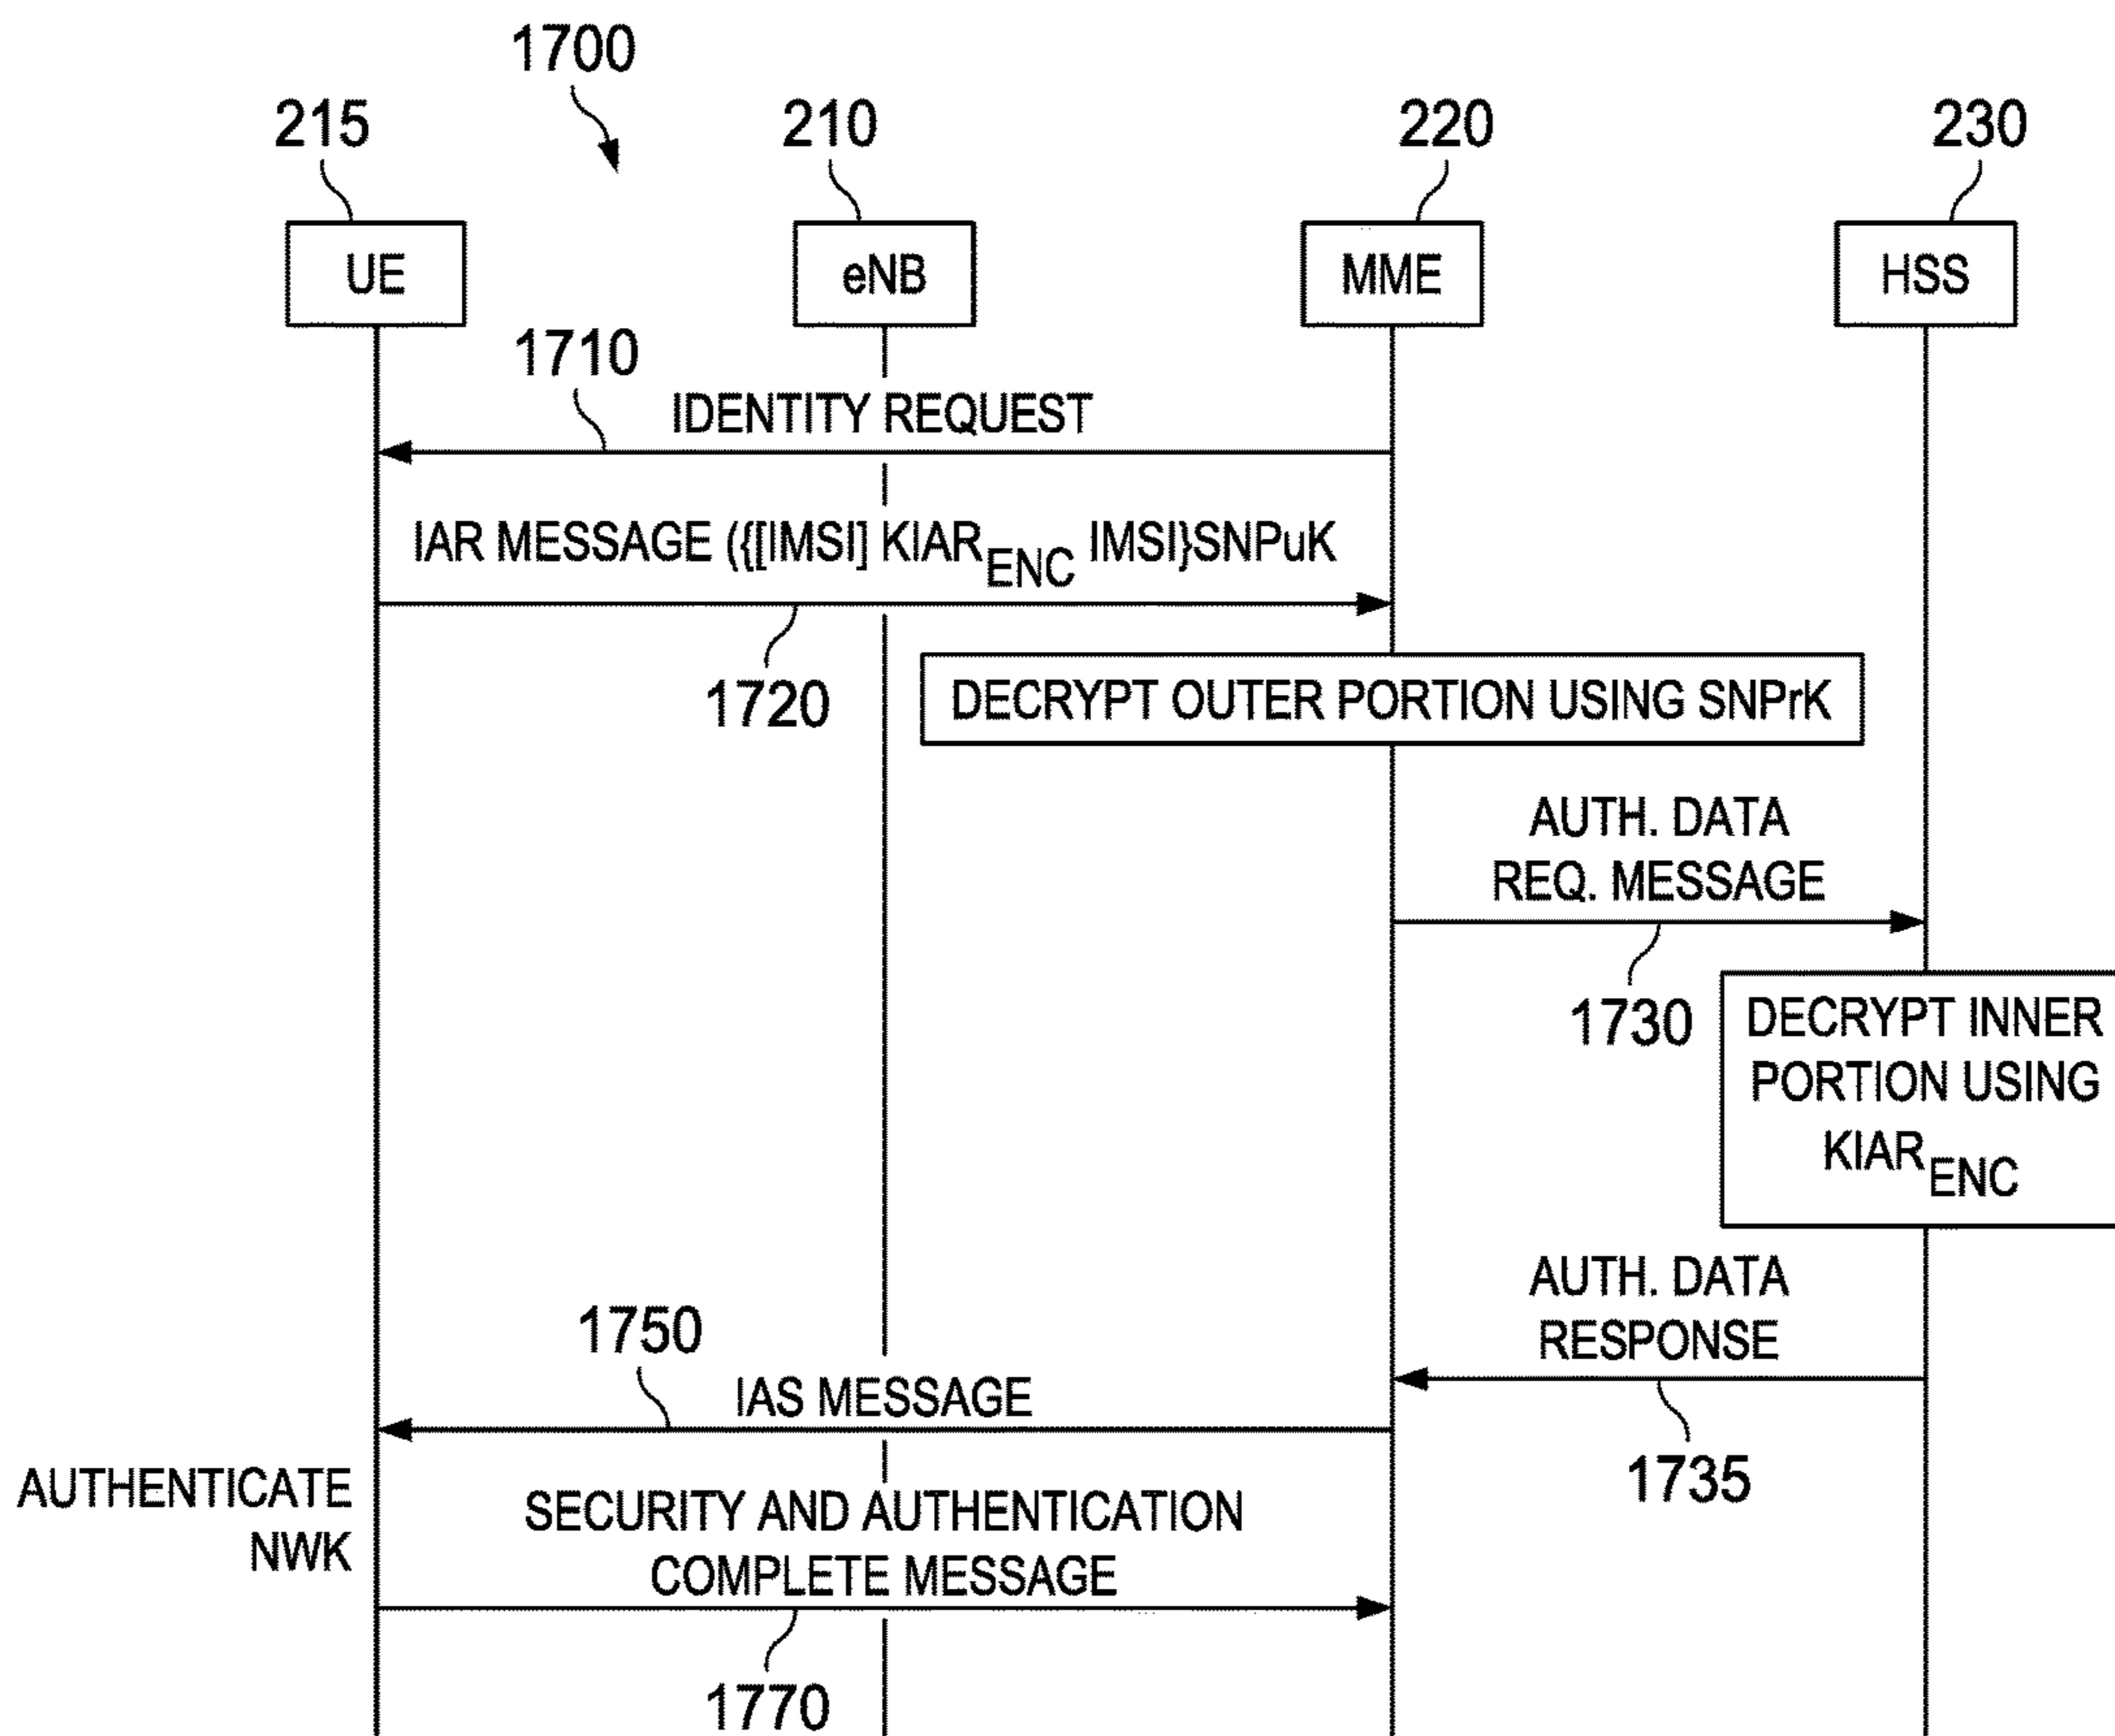 1700
215
210
220
230
UE
eNB
MME
HSS
1710
IDENTITY REQUEST
IAR MESSAGE ({[IMSI] KIAR_ENC IMSI}SNPuK
1720
DECRYPT OUTER PORTION USING SNPrK
AUTH. DATA
REQ. MESSAGE
1730
DECRYPT INNER
PORTION USING
KIAR_ENC
AUTH. DATA
RESPONSE
1735
1750
IAS MESSAGE
AUTHENTICATE
NWK
SECURITY AND AUTHENTICATION
COMPLETE MESSAGE
1770